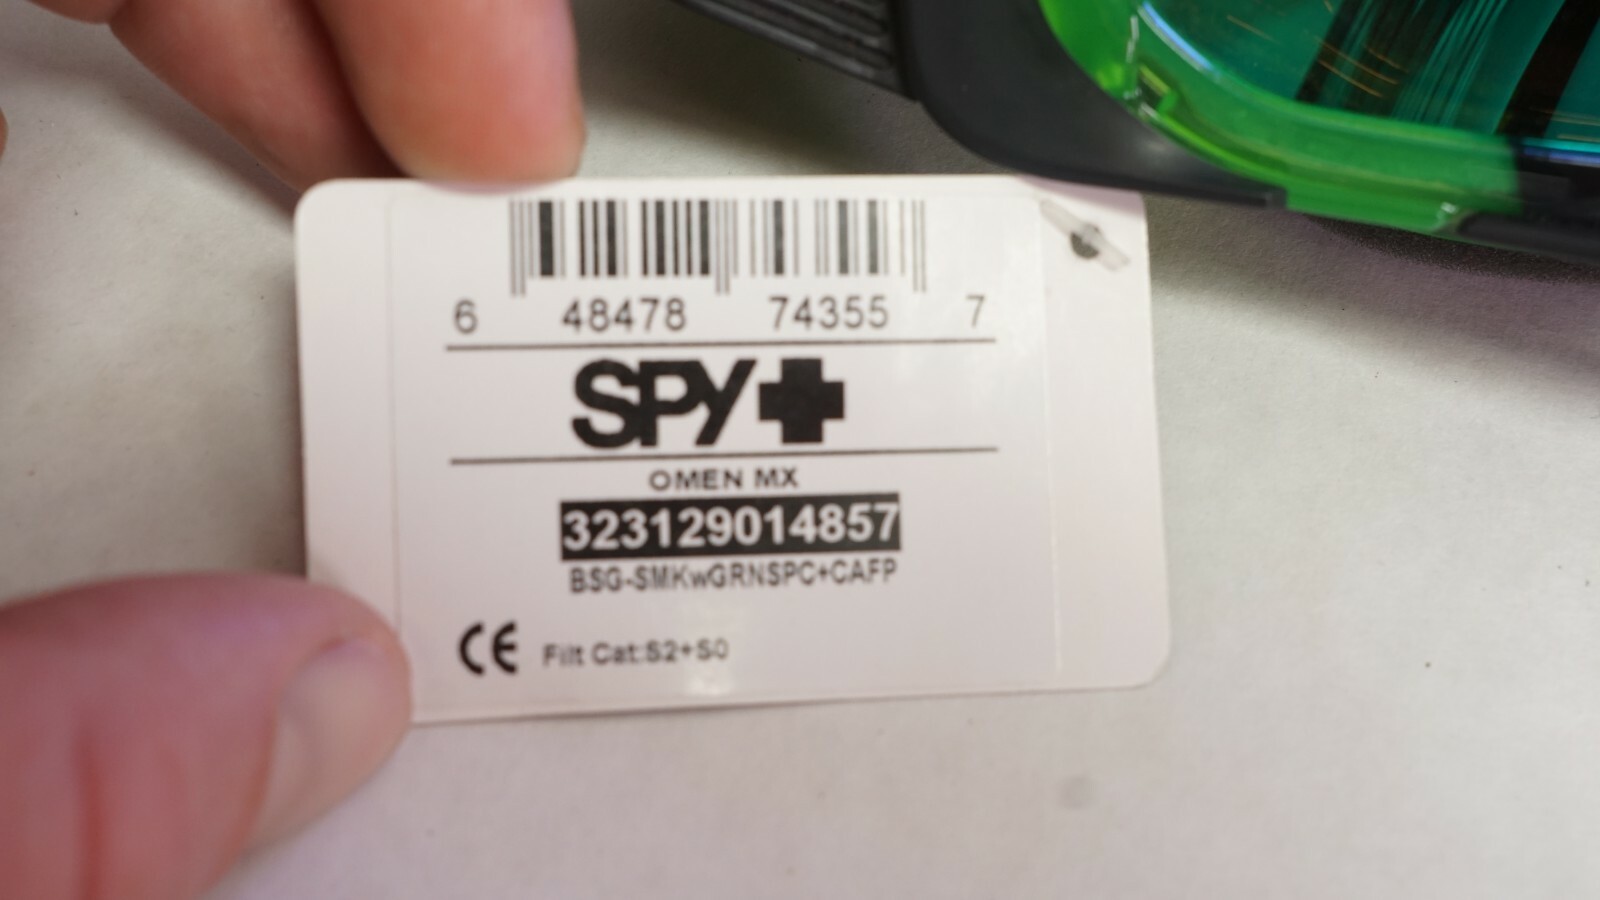 6 48478 74355 7
SPY+
OMEN MX
323129014857
BSG-SMKwGRNSPC+CAFP
CE Filt Cat:S2+S0